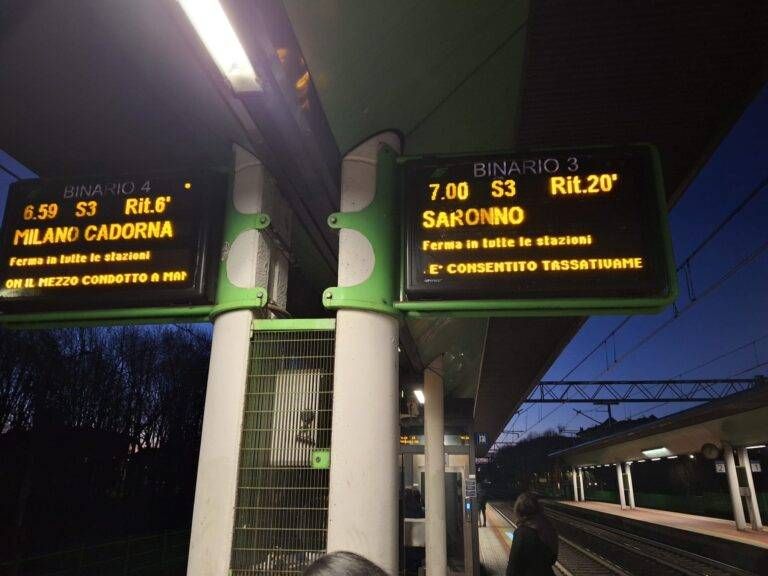 BINARIO 4
6.59 S3 Rit.6'
MILANO CADORNA
Ferma in tutte le stazioni
ON IL MEZZO CONDOTTO A MAN
BINARIO 3
7.00 S3 Rit.20'
SARONNO
Ferma in tutte le stazioni
E' CONSENTITO TASSATIVAME